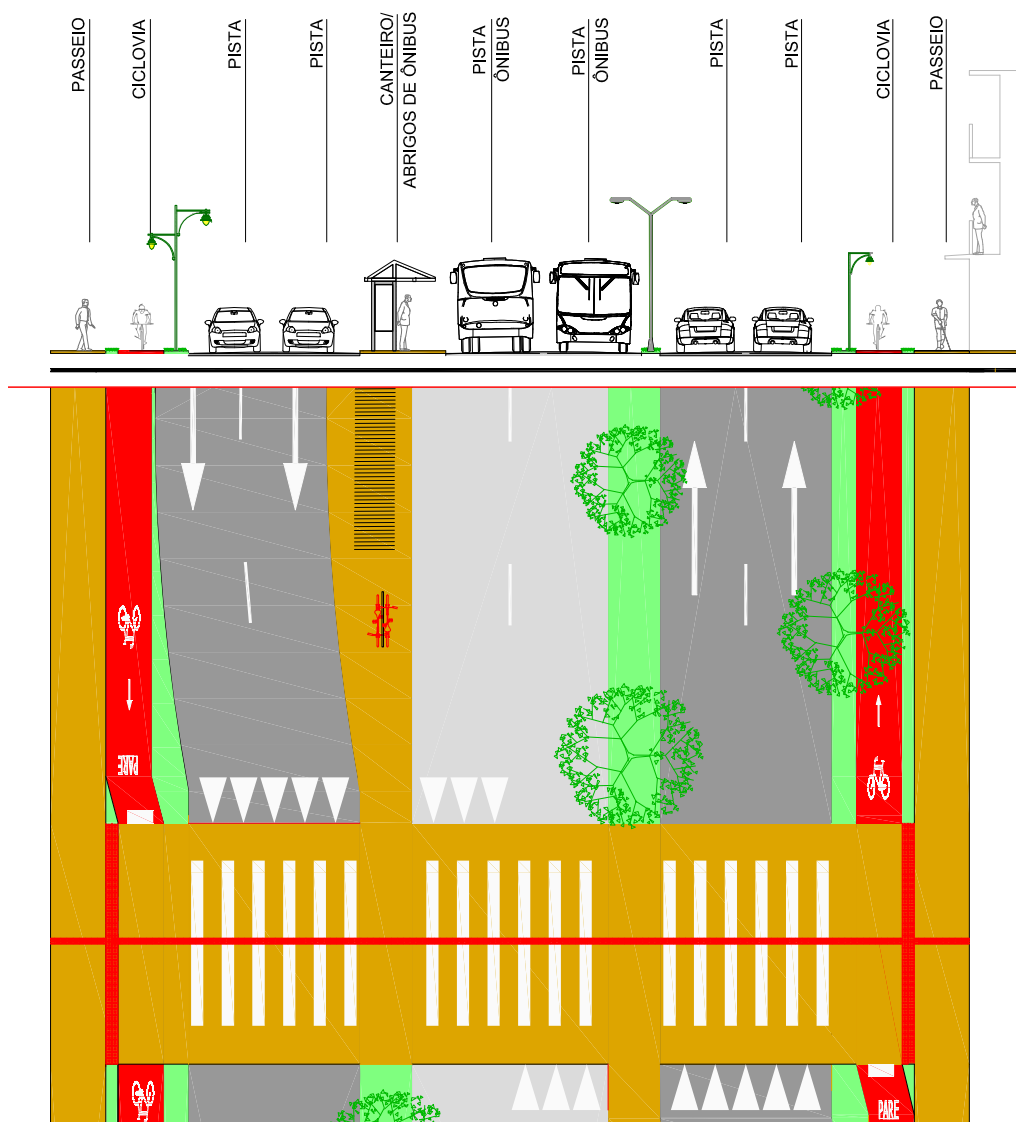 PASSEIO
CICLOVIA
PISTA
PISTA
CANTEIRO/
ABRIGOS DE ÔNIBUS
PISTA
ÔNIBUS
PISTA
ÔNIBUS
PISTA
PISTA
CICLOVIA
PASSEIO
PARE
PARE